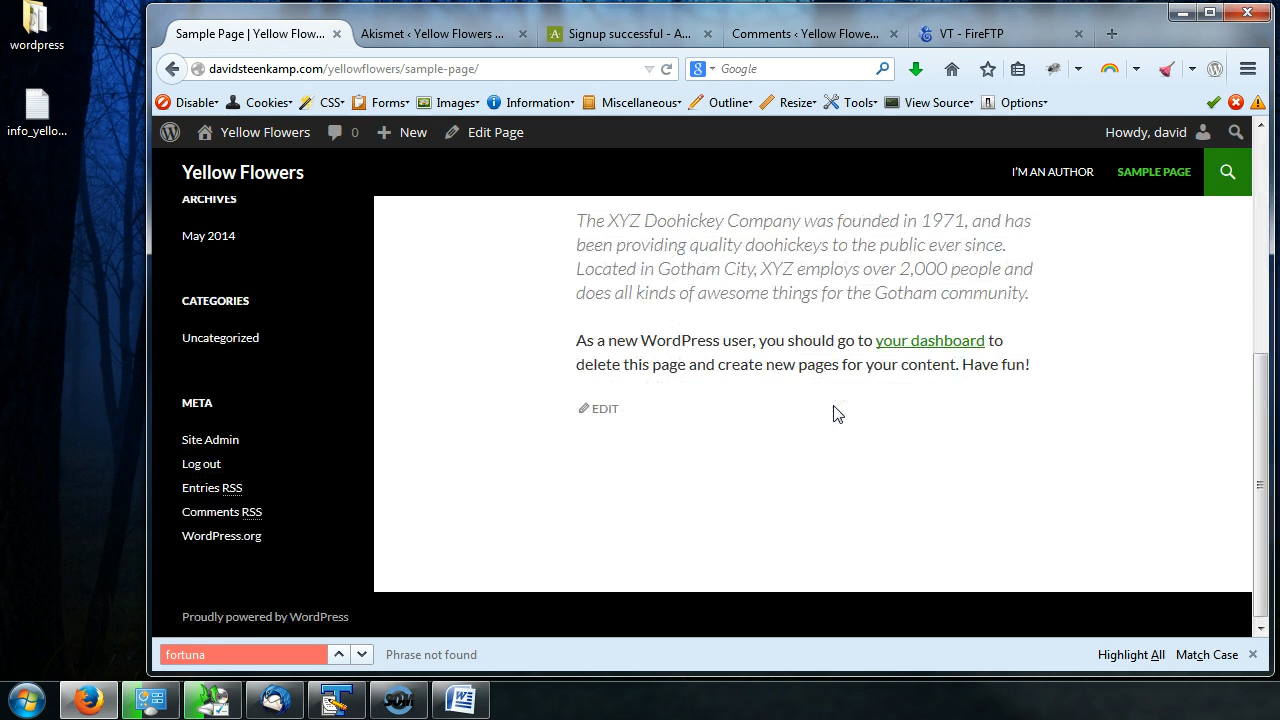 wordpress
info_yello...
Sample Page | Yellow Flow...
Akismet ‹ Yellow Flowers ...
Signup successful - A...
Comments ‹ Yellow Flowe...
VT - FireFTP
davidsteenkamp.com/yellowflowers/sample-page/
Google
Disable
Cookies
CSS
Forms
Images
Information
Miscellaneous
Outline
Resize
Tools
View Source
Options
Yellow Flowers
0
New
Edit Page
Howdy, david
Yellow Flowers
I'M AN AUTHOR
SAMPLE PAGE
ARCHIVES
May 2014
CATEGORIES
Uncategorized
META
Site Admin
Log out
Entries RSS
Comments RSS
WordPress.org
The XYZ Doohickey Company was founded in 1971, and has
been providing quality doohickeys to the public ever since.
Located in Gotham City, XYZ employs over 2,000 people and
does all kinds of awesome things for the Gotham community.
As a new WordPress user, you should go to your dashboard to
delete this page and create new pages for your content. Have fun!
EDIT
Proudly powered by WordPress
fortuna
Phrase not found
Highlight All
Match Case